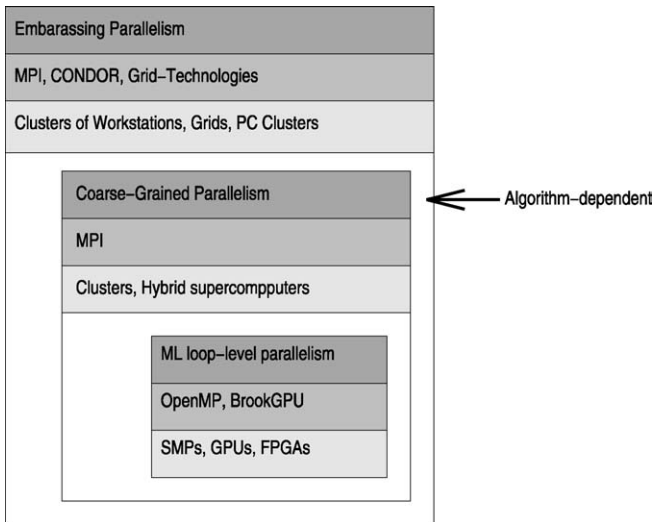 Embarassing Parallelism
MPI, CONDOR, Grid-Technologies
Clusters of Workstations, Grids, PC Clusters
Coarse-Grained Parallelism
Algorithm-dependent
MPI
Clusters, Hybrid supercompputers
ML loop-level parallelism
OpenMP, BrookGPU
SMPs, GPUs, FPGAs